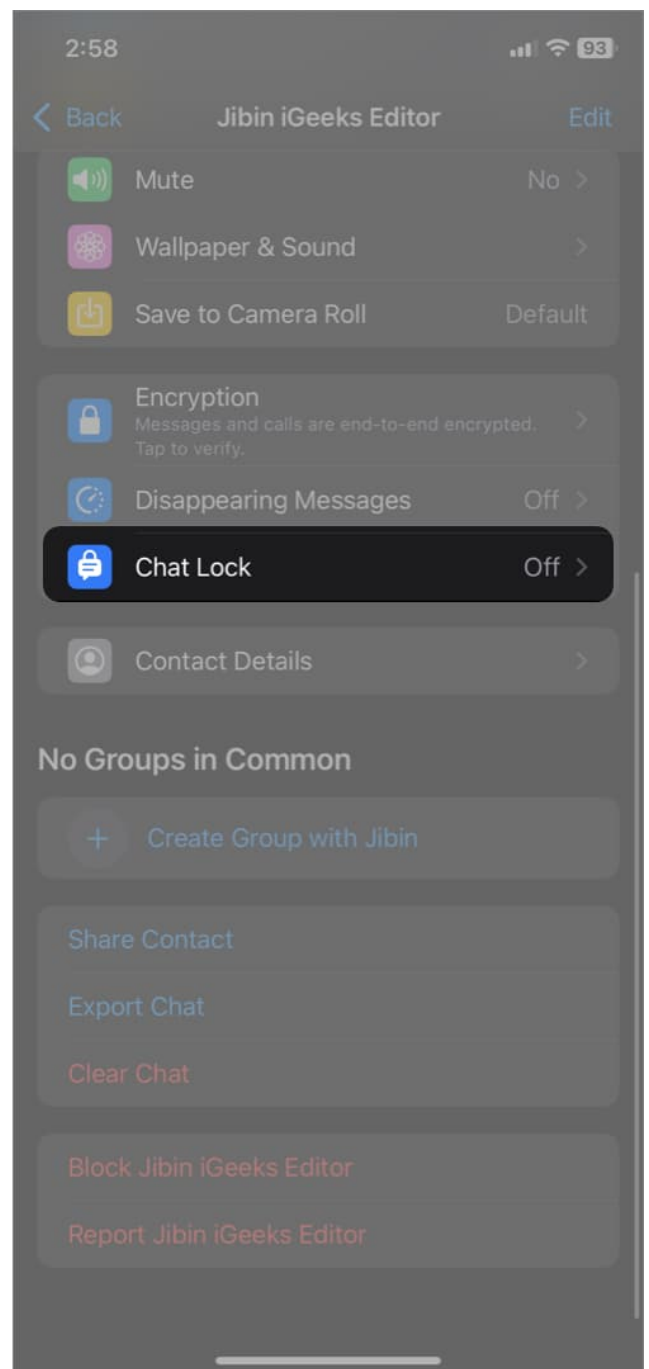 2:58
93
Back
Jibin iGeeks Editor
Edit
Mute
No
Wallpaper & Sound
Save to Camera Roll
Default
Encryption
Messages and calls are end-to-end encrypted.
Tap to verify.
Disappearing Messages
Off
Chat Lock
Off
Contact Details
No Groups in Common
Create Group with Jibin
Share Contact
Export Chat
Clear Chat
Block Jibin iGeeks Editor
Report Jibin iGeeks Editor